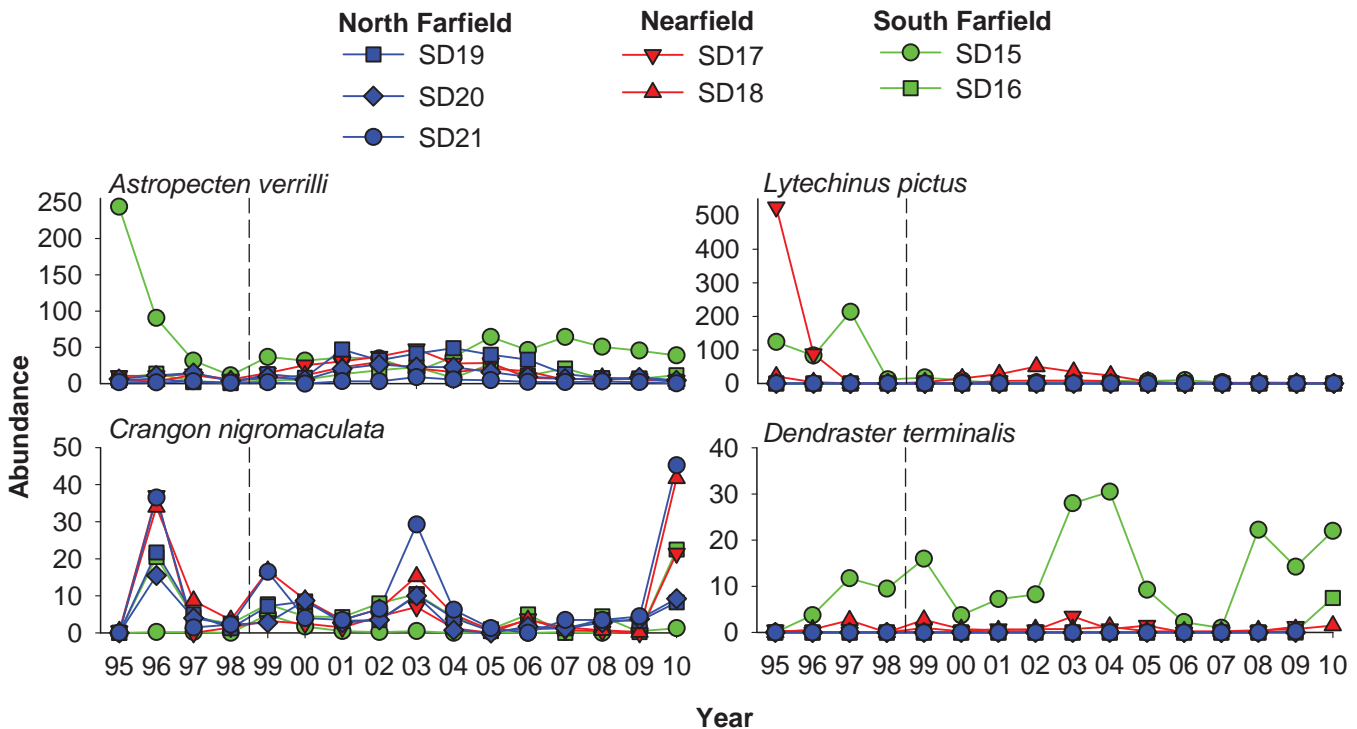 North Farfield Nearfield South Farfield
SD19 SD17 SD15
SD20 SD18 SD16
SD21
Astropecten verrilli
250
200
150
100
50
0
Lytechinus pictus
500
400
300
200
100
0
Abundance
Crangon nigromaculata
50
40
30
20
10
0
95 96 97 98 99 00 01 02 03 04 05 06 07 08 09 10
Dendraster terminalis
40
30
20
10
0
95 96 97 98 99 00 01 02 03 04 05 06 07 08 09 10
Year